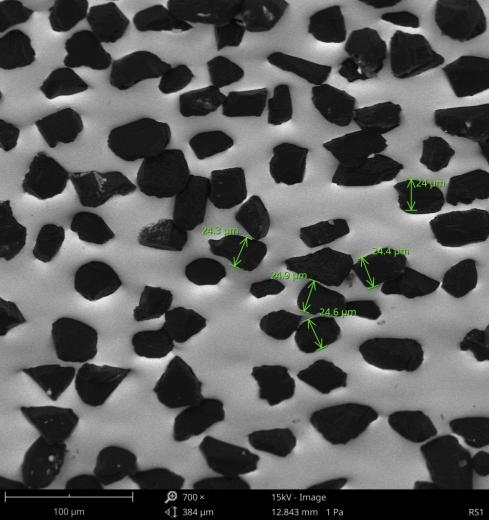 24 µm
24.3 µm
24.4 µm
24.9 µm
24.6 µm
100 µm
700 ×
384 µm
15kV - Image
12.843 mm 1 Pa
RS1